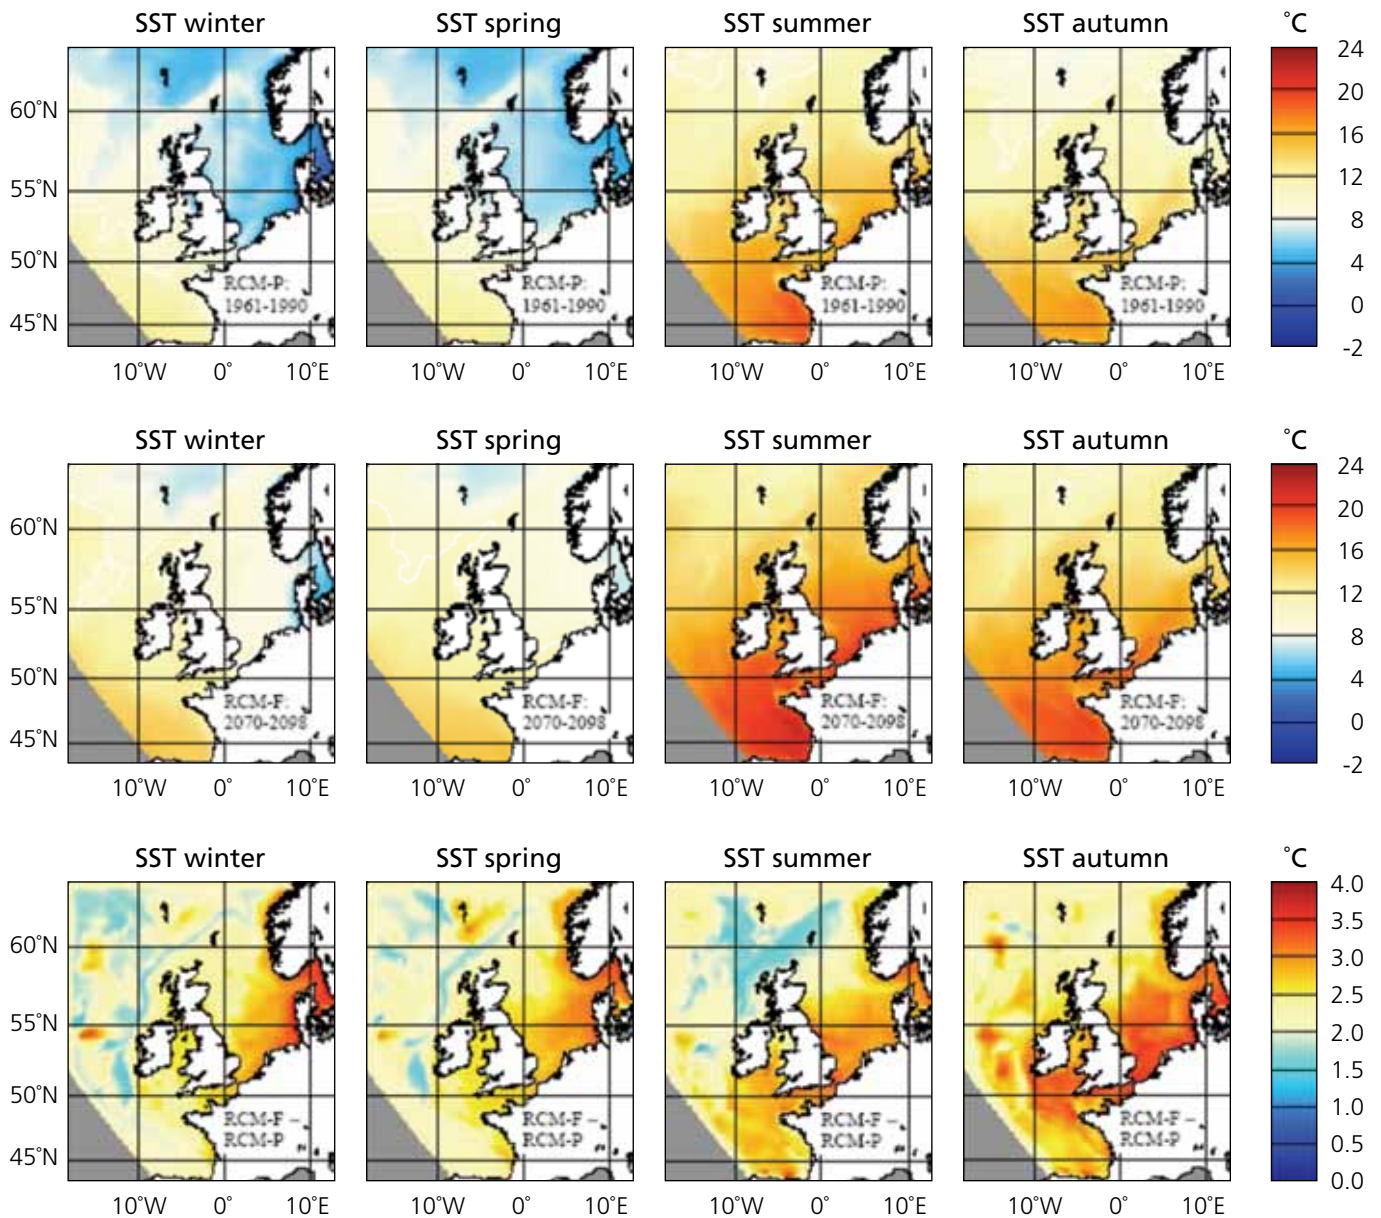 SST winter SST spring SST summer SST autumn °C
24
60°N 20
16
55°N 12
8
50°N 4
RCM-P: RCM-P: RCM-P: RCM-P:
1961-1990 1961-1990 1961-1990 1961-1990 0
45°N
-2
10°W 0° 10°E 10°W 0° 10°E 10°W 0° 10°E 10°W 0° 10°E
SST winter SST spring SST summer SST autumn °C
24
60°N 20
16
55°N 12
8
50°N 4
RCM-F: RCM-F: RCM-F: RCM-F:
2070-2098 2070-2098 2070-2098 2070-2098 0
45°N
-2
10°W 0° 10°E 10°W 0° 10°E 10°W 0° 10°E 10°W 0° 10°E
SST winter SST spring SST summer SST autumn °C
4.0
3.5
60°N 3.0
2.5
55°N 2.0
1.5
50°N 1.0
RCM-F – RCM-F – RCM-F – RCM-F –
RCM-P RCM-P RCM-P RCM-P 0.5
45°N
0.0
10°W 0° 10°E 10°W 0° 10°E 10°W 0° 10°E 10°W 0° 10°E